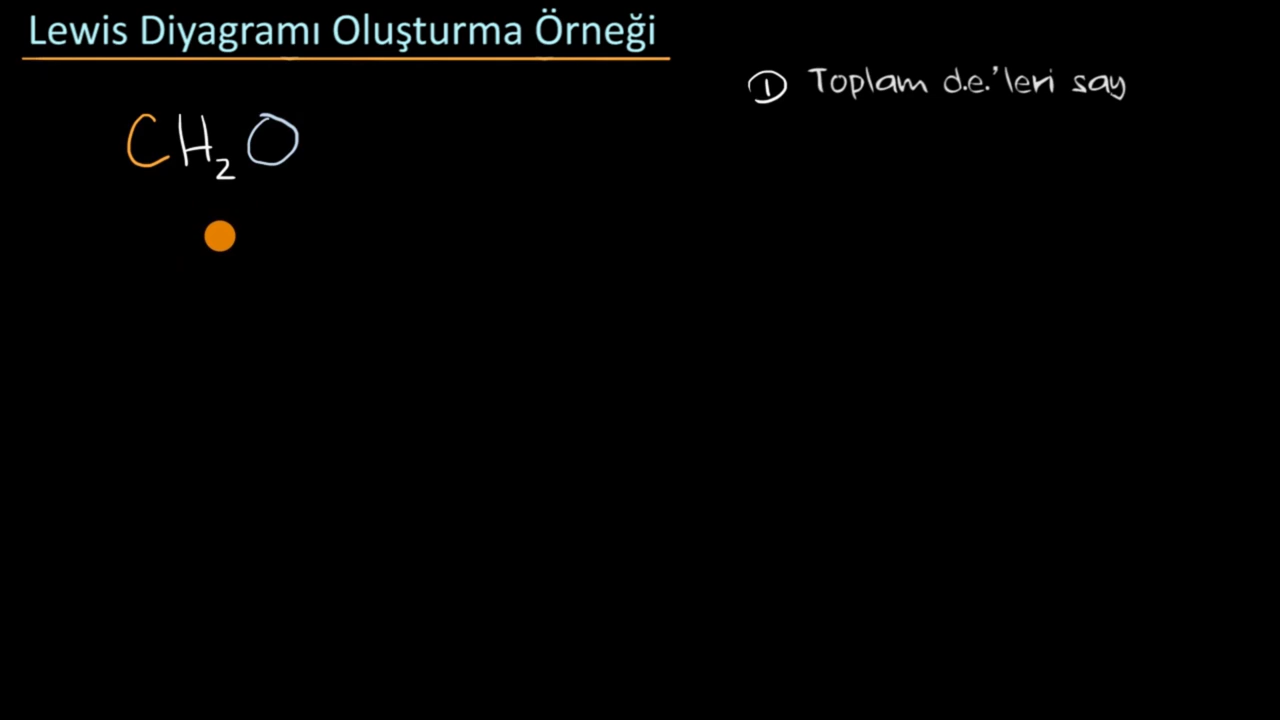 Lewis Diyagramı Oluşturma Örneği
① Toplam d.e.'leri say
CH₂O